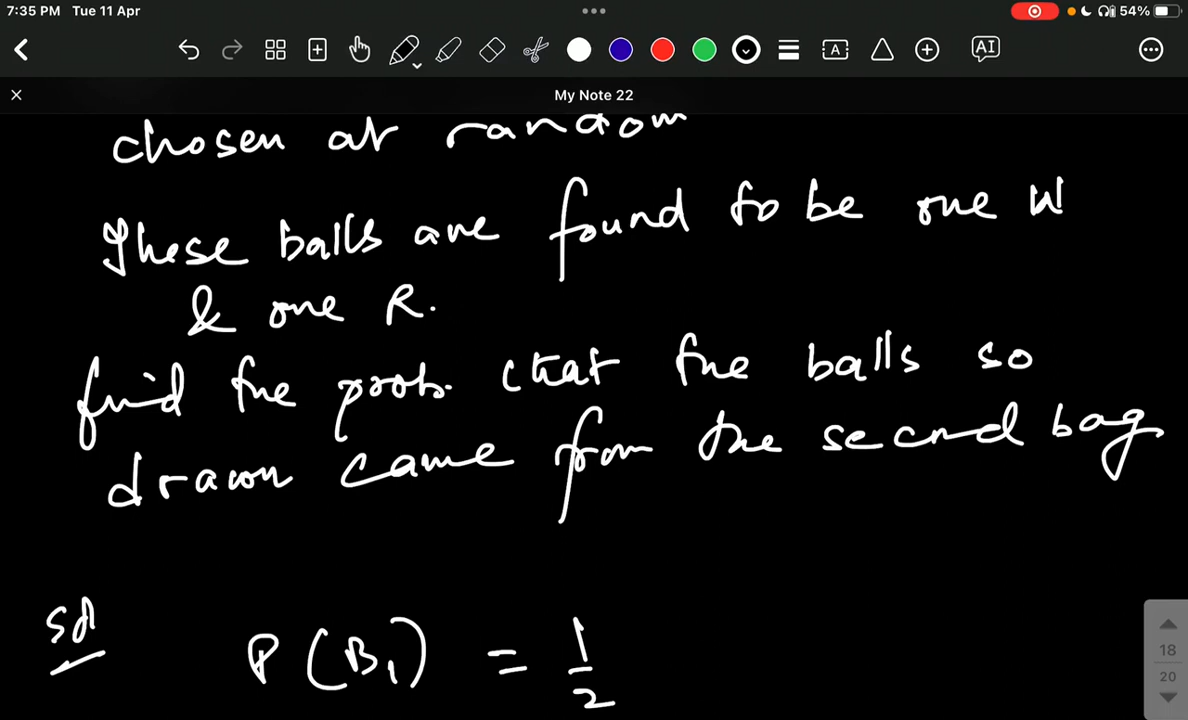 7:35 PM Tue 11 Apr
54%
A
AI
My Note 22
chosen at random
These balls are found to be one W
& one R.
find the prob. that the balls so
drawn came from the second bag
Sol
P(B₁) = 1/2
18
20